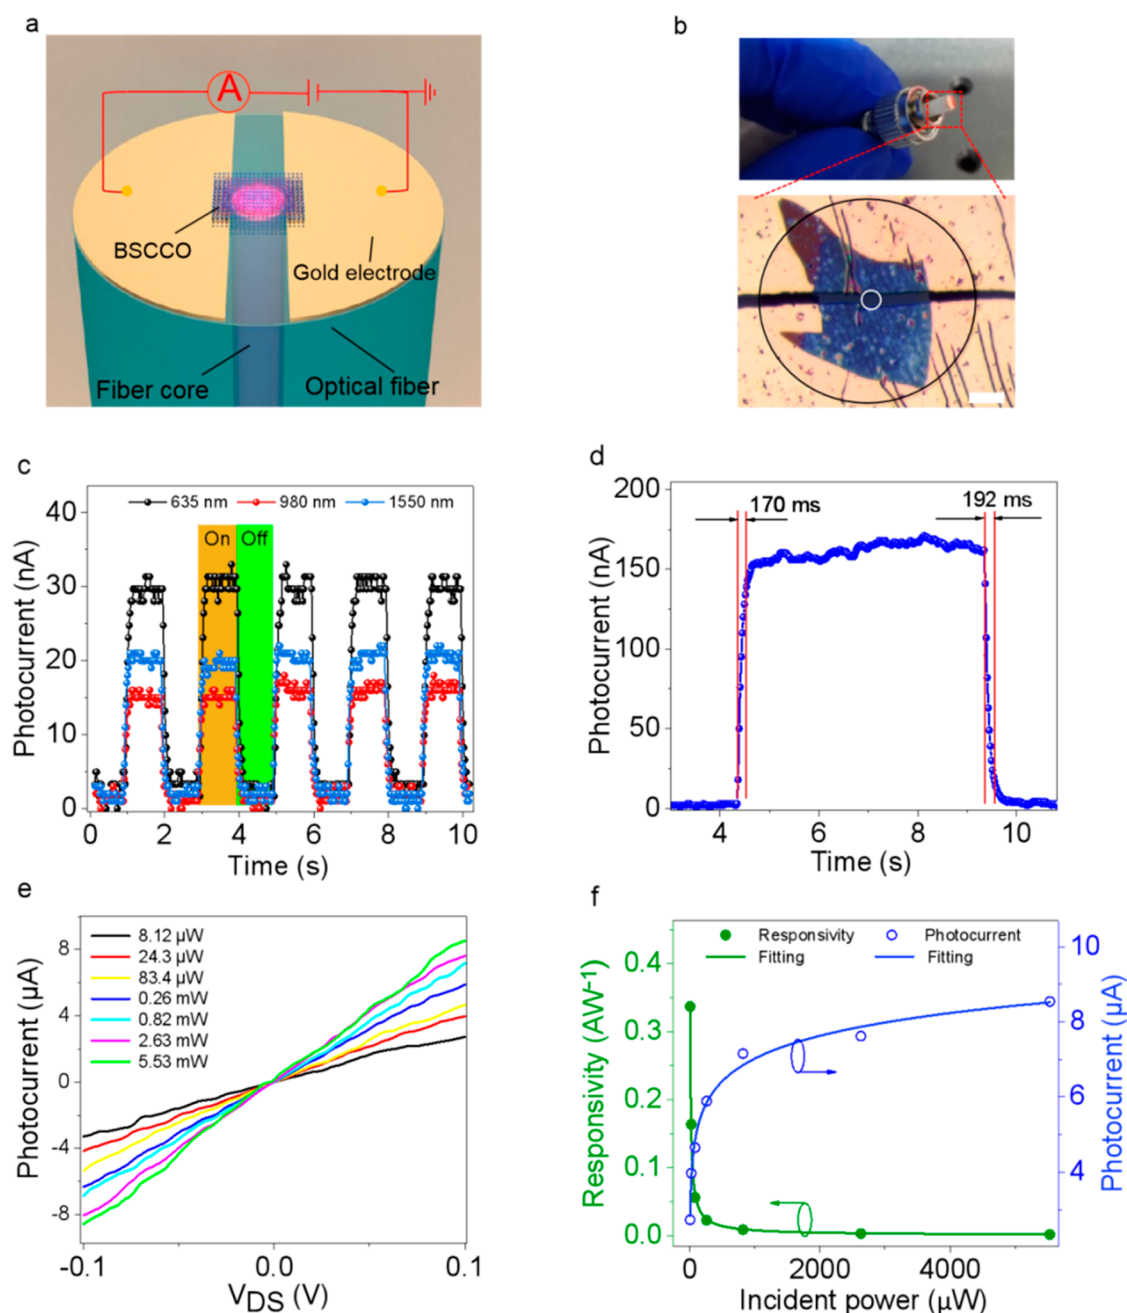 a
A
BSCCO
Gold electrode
Fiber core
Optical fiber
b
c
635 nm 980 nm 1550 nm
On Off
40
30
20
10
0
Photocurrent (nA)
0 2 4 6 8 10
Time (s)
d
200
150
100
50
0
170 ms
192 ms
Photocurrent (nA)
4 6 8 10
Time (s)
e
8.12 µW
24.3 µW
83.4 µW
0.26 mW
0.82 mW
2.63 mW
5.53 mW
8
4
0
-4
-8
Photocurrent (µA)
-0.1 0.0 0.1
VDS (V)
f
Responsivity Photocurrent
Fitting Fitting
0.4
0.3
0.2
0.1
0.0
Responsivity (AW-1)
10
8
6
4
Photocurrent (µA)
0 2000 4000
Incident power (µW)